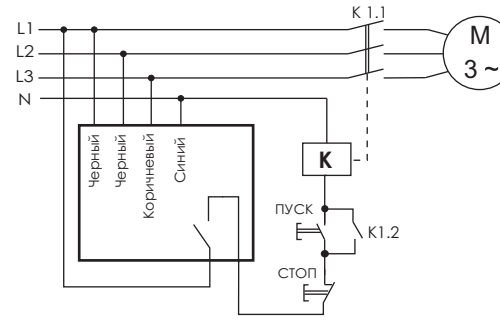 K 1.1
L1
M
L2
L3
3 ~
N
Черный
Черный
Коричневый
Синий
K
ПУСК
K1.2
СТОП